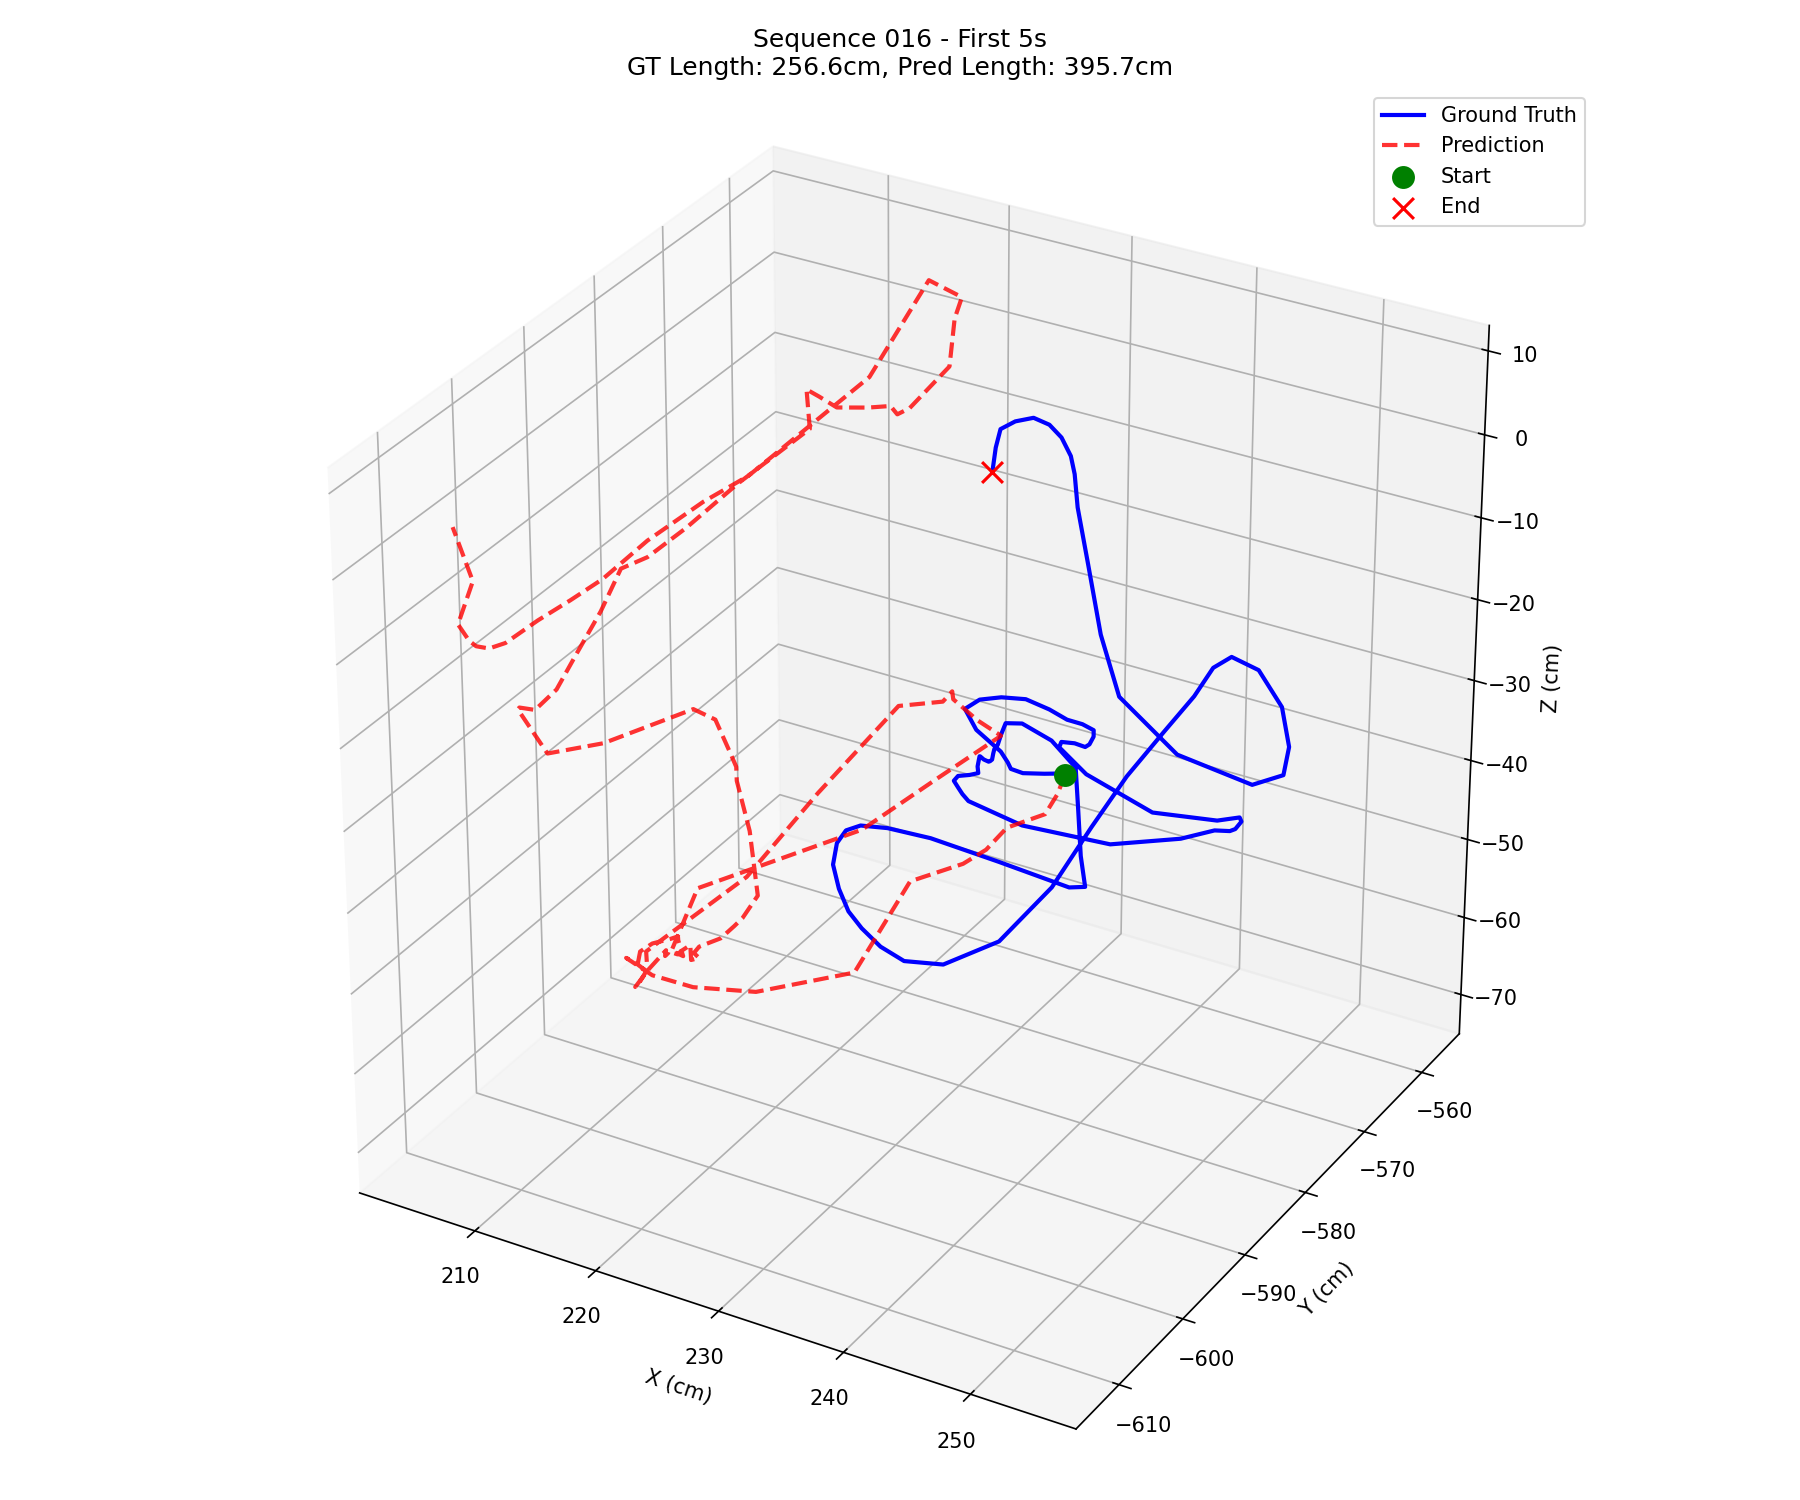 Sequence 016 - First 5s
GT Length: 256.6cm, Pred Length: 395.7cm
Ground Truth
Prediction
Start
End
10
0
−10
−20
−30
−40
−50
−60
−70
Z (cm)
−560
−570
−580
−590
−600
−610
Y (cm)
210
220
230
240
250
X (cm)